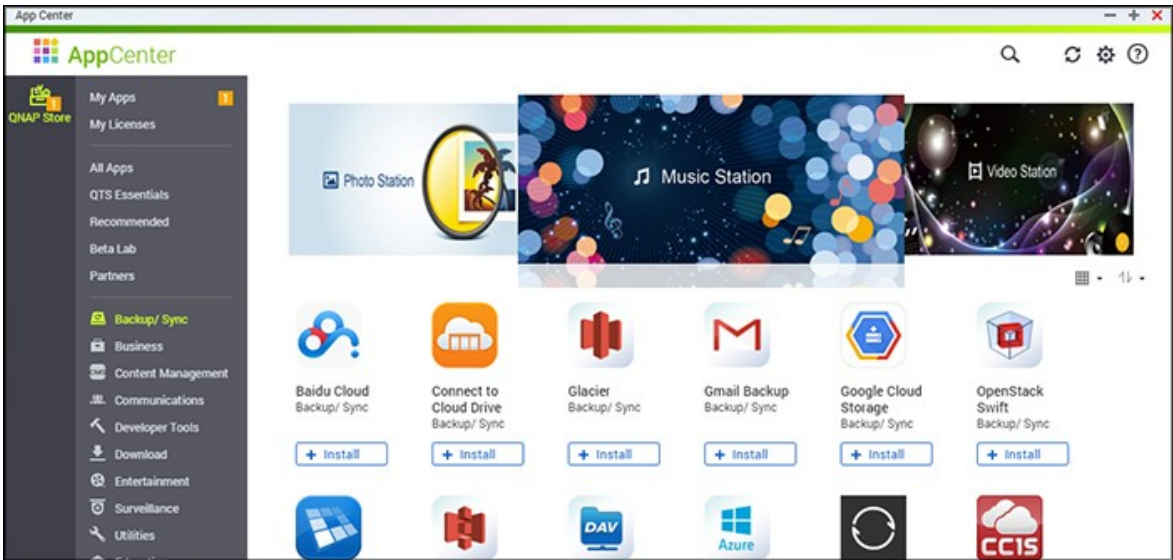 App Center
AppCenter
QNAP Store
1
My Apps
1
My Licenses
All Apps
QTS Essentials
Recommended
Beta Lab
Partners
Backup/ Sync
Business
Content Management
Communications
Developer Tools
Download
Entertainment
Surveillance
Utilities
Photo Station
Music Station
Video Station
Baidu Cloud
Backup/ Sync
+ Install
Connect to
Cloud Drive
Backup/ Sync
+ Install
Glacier
Backup/ Sync
+ Install
Gmail Backup
Backup/ Sync
+ Install
Google Cloud
Storage
Backup/ Sync
+ Install
OpenStack
Swift
Backup/ Sync
+ Install
DAV
Azure
CC1S